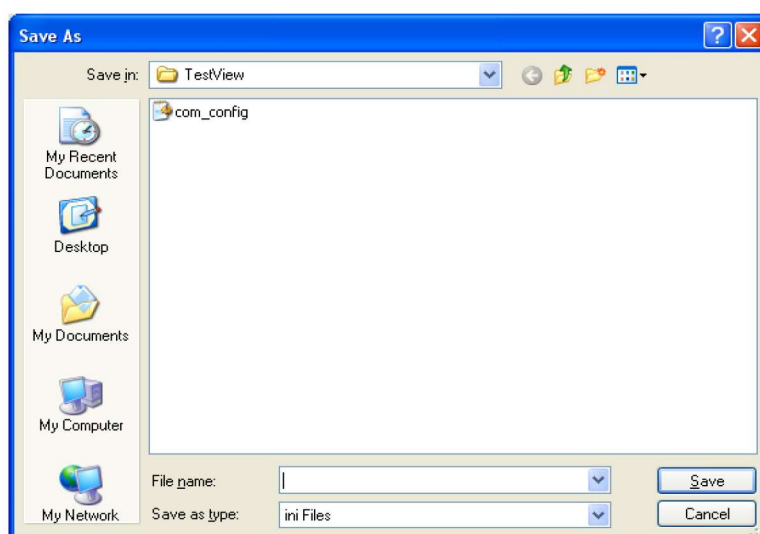 Save As
Save in:
TestView
com_config
My Recent
Documents
Desktop
My Documents
My Computer
My Network
File name:
Save
Save as type:
ini Files
Cancel